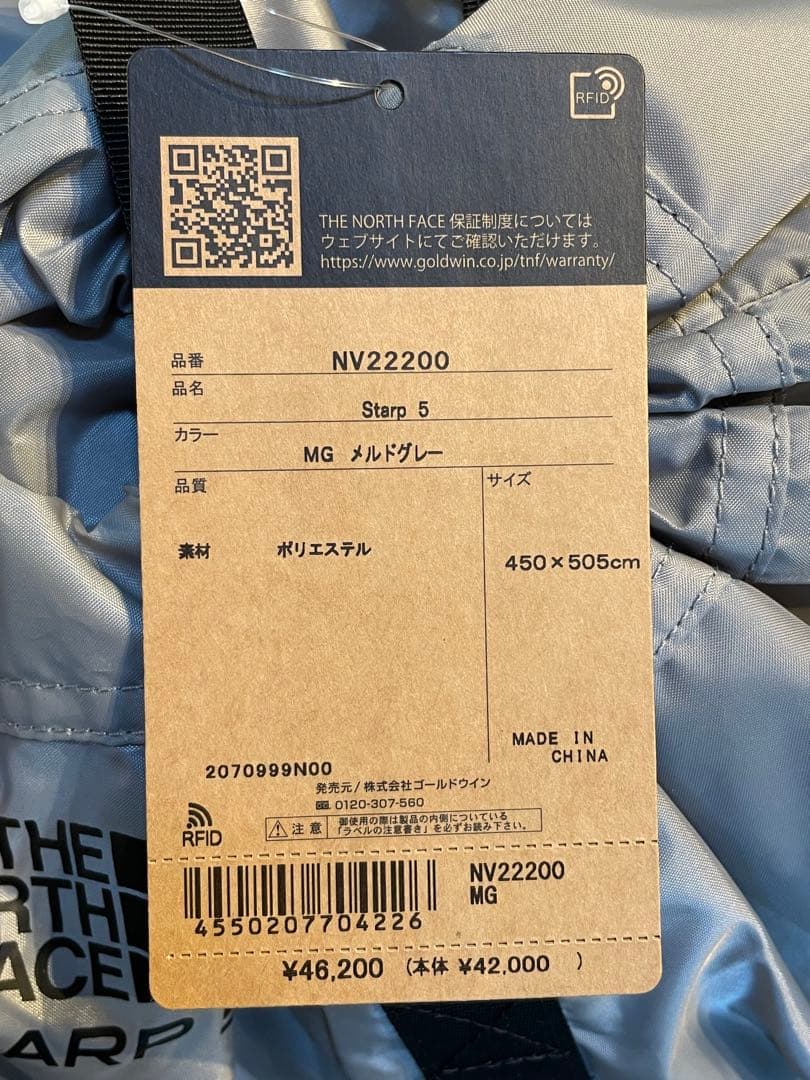 RFID
THE NORTH FACE 保証制度については
ウェブサイトにてご確認いただけます。
https://www.goldwin.co.jp/tnf/warranty/
品番 NV22200
品名
Starp 5
カラー
MG メルドグレー
品質
サイズ
素材 ポリエステル
450×505cm
MADE IN
CHINA
2070999N00
発売元/株式会社ゴールドウイン
0120-307-560
RFID
注意
御使用の際は製品の内側についている
「ラベルの注意書き」を必ずお読み下さい。
NV22200
MG
4550207704226
¥46,200 (本体 ¥42,000 )
THE
RTH
ACE
ARP